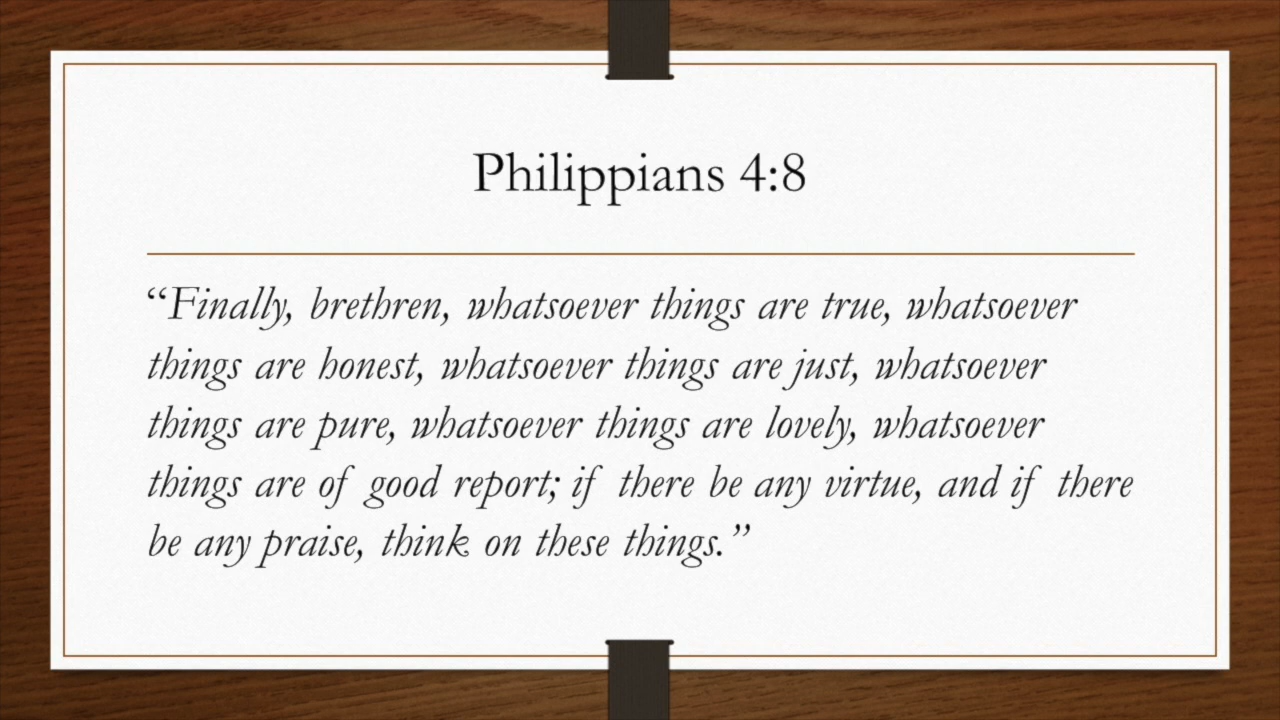 Philippians 4:8
“Finally, brethren, whatsoever things are true, whatsoever
things are honest, whatsoever things are just, whatsoever
things are pure, whatsoever things are lovely, whatsoever
things are of good report; if there be any virtue, and if there
be any praise, think on these things.”